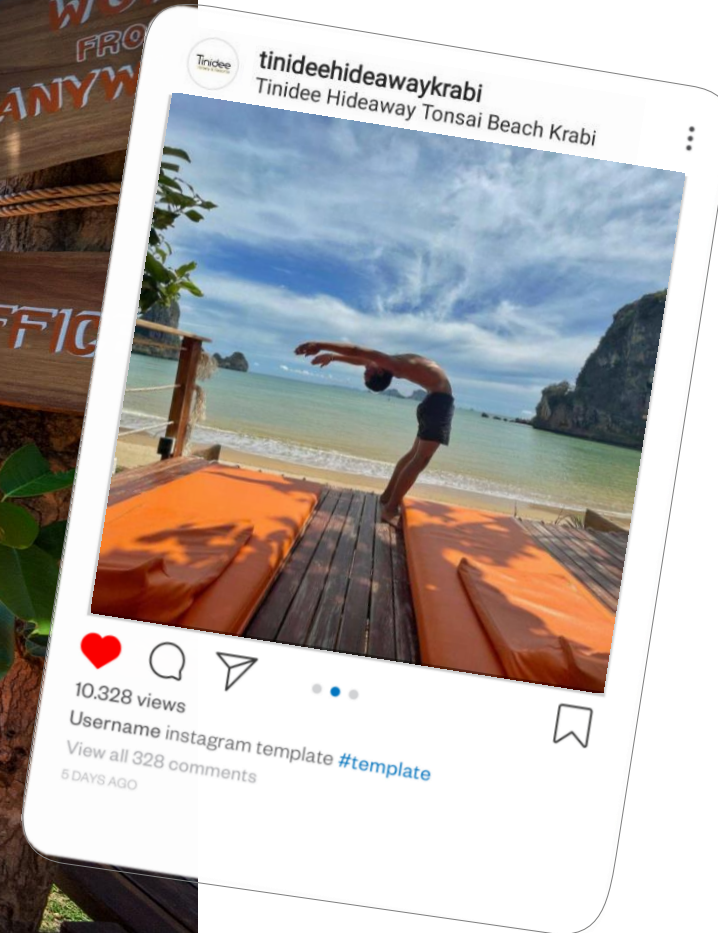 FRO
ANYW
FFIC
Tinidee
tinideehideawaykrabi
Tinidee Hideaway Tonsai Beach Krabi
10.328 views
Username instagram template #template
View all 328 comments
5 DAYS AGO